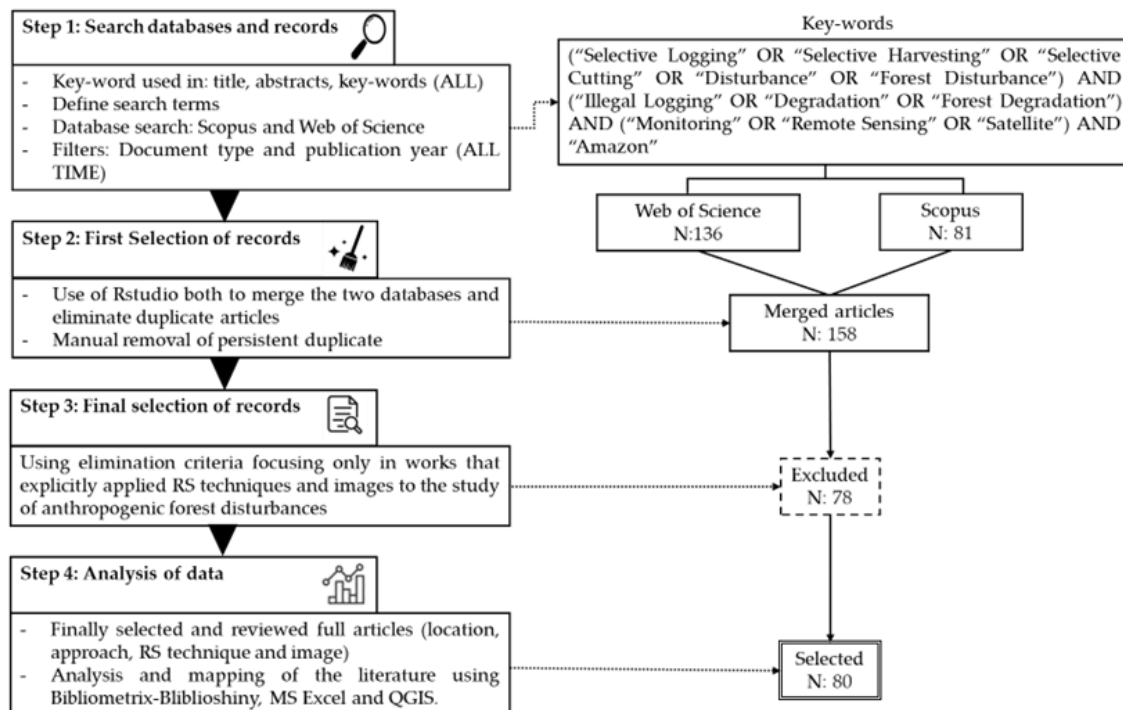 Step 1: Search databases and records
- Key-word used in: title, abstracts, key-words (ALL)
- Define search terms
- Database search: Scopus and Web of Science
- Filters: Document type and publication year (ALL
TIME)
Step 2: First Selection of records
- Use of Rstudio both to merge the two databases and
eliminate duplicate articles
- Manual removal of persistent duplicate
Step 3: Final selection of records
Using elimination criteria focusing only in works that
explicitly applied RS techniques and images to the study
of anthropogenic forest disturbances
Step 4: Analysis of data
- Finally selected and reviewed full articles (location,
approach, RS technique and image)
- Analysis and mapping of the literature using
Bibliometrix-Bliblioshiny, MS Excel and QGIS.
Key-words
(“Selective Logging” OR “Selective Harvesting” OR “Selective
Cutting” OR “Disturbance” OR “Forest Disturbance”) AND
(“Illegal Logging” OR “Degradation” OR “Forest Degradation”)
AND (“Monitoring” OR “Remote Sensing” OR “Satellite”) AND
“Amazon”
Web of Science
N:136
Scopus
N: 81
Merged articles
N: 158
Excluded
N: 78
Selected
N: 80